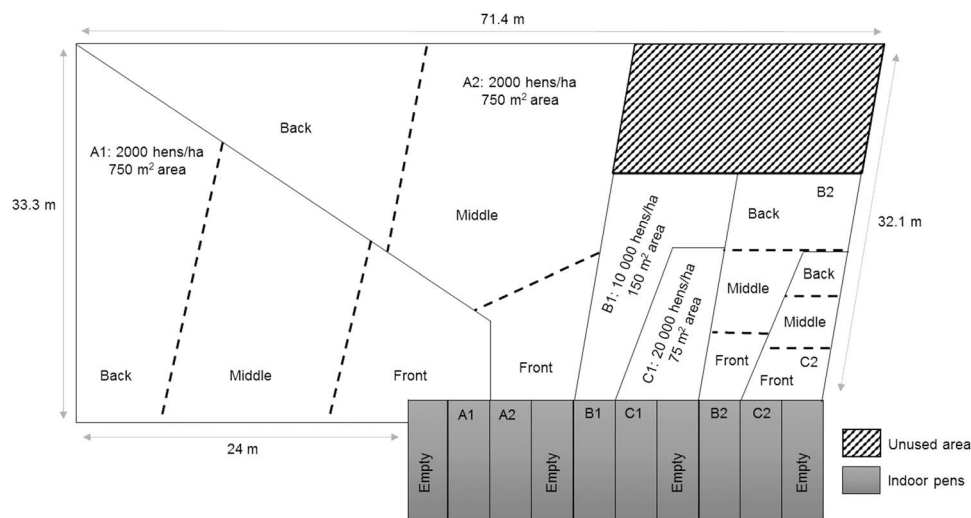 71.4 m
A2: 2000 hens/ha
750 m² area
Back
A1: 2000 hens/ha
750 m² area
B2
33.3 m
Middle
Back
32.1 m
B1: 10 000 hens/ha
150 m² area
Back
Middle
C1: 20 000 hens/ha
75 m² area
Middle
Front
C2
Back
Middle
Front
Front
Front
A1
A2
B1
C1
B2
C2
24 m
Empty
Empty
Empty
Empty
Unused area
Indoor pens